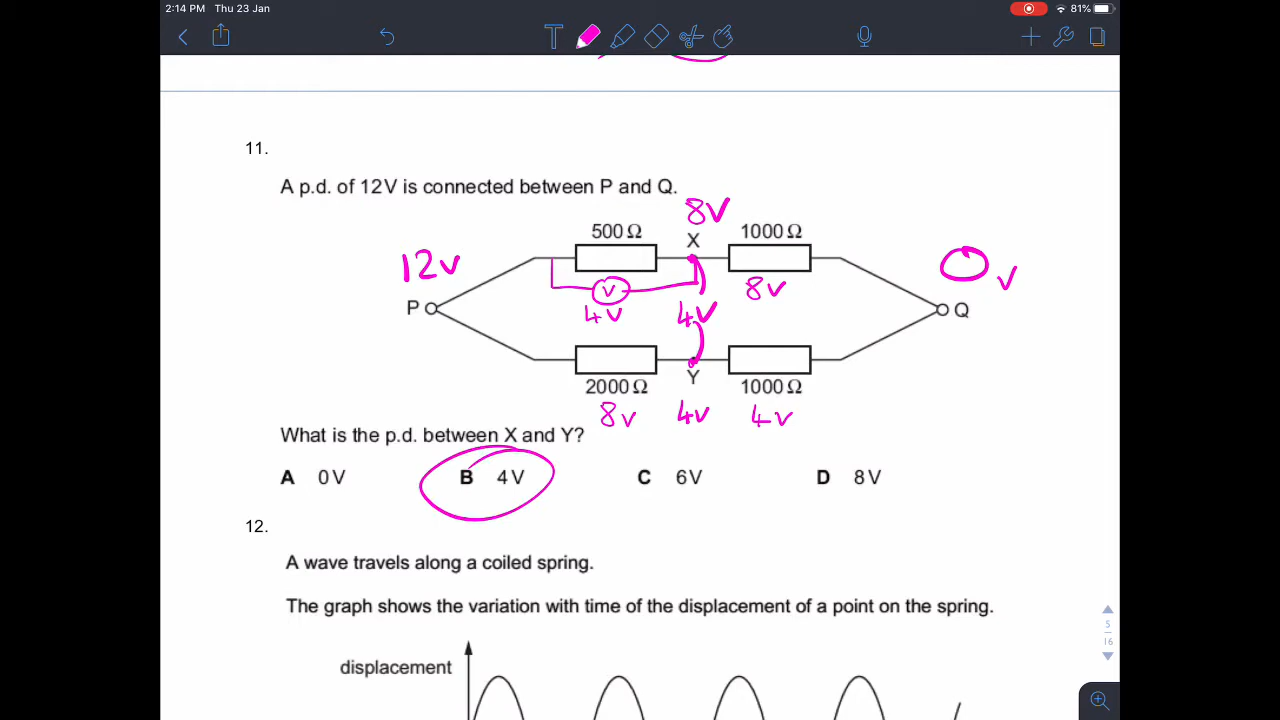 2:14 PM Thu 23 Jan
81%
T
11.
A p.d. of 12V is connected between P and Q.
8V
500 Ω X 1000 Ω
12V
0 V
V
8V
P
Q
4V 4V
Y
2000 Ω 1000 Ω
8V 4V 4V
What is the p.d. between X and Y?
A 0V B 4V C 6V D 8V
12.
A wave travels along a coiled spring.
The graph shows the variation with time of the displacement of a point on the spring.
5
16
displacement